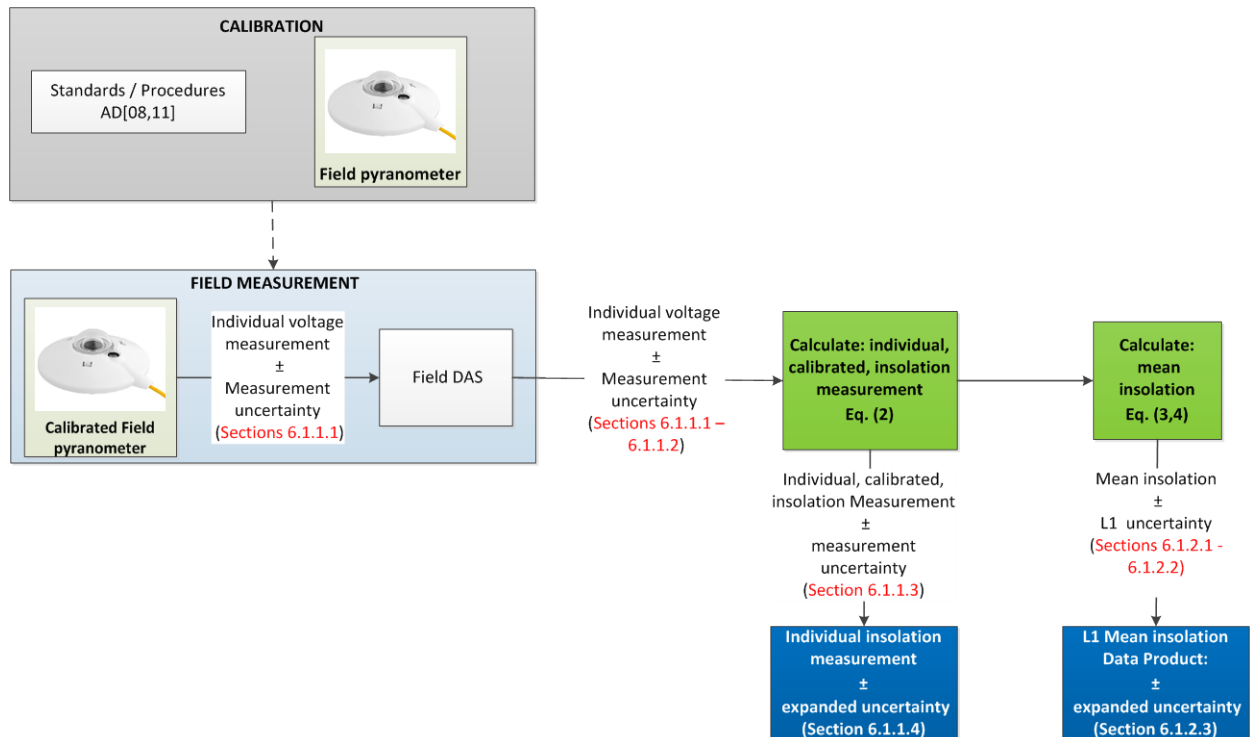 CALIBRATION
Standards / Procedures
AD[08,11]
Field pyranometer
FIELD MEASUREMENT
Calibrated Field
pyranometer
Individual voltage
measurement
±
Measurement
uncertainty
(Sections 6.1.1.1)
Field DAS
Individual voltage
measurement
±
Measurement
uncertainty
(Sections 6.1.1.1 –
6.1.1.2)
Calculate: individual,
calibrated, insolation
measurement
Eq. (2)
Calculate:
mean
insolation
Eq. (3,4)
Individual, calibrated,
insolation Measurement
±
measurement
uncertainty
(Section 6.1.1.3)
Mean insolation
±
L1 uncertainty
(Sections 6.1.2.1 -
6.1.2.2)
Individual insolation
measurement
±
expanded uncertainty
(Section 6.1.1.4)
L1 Mean insolation
Data Product:
±
expanded uncertainty
(Section 6.1.2.3)